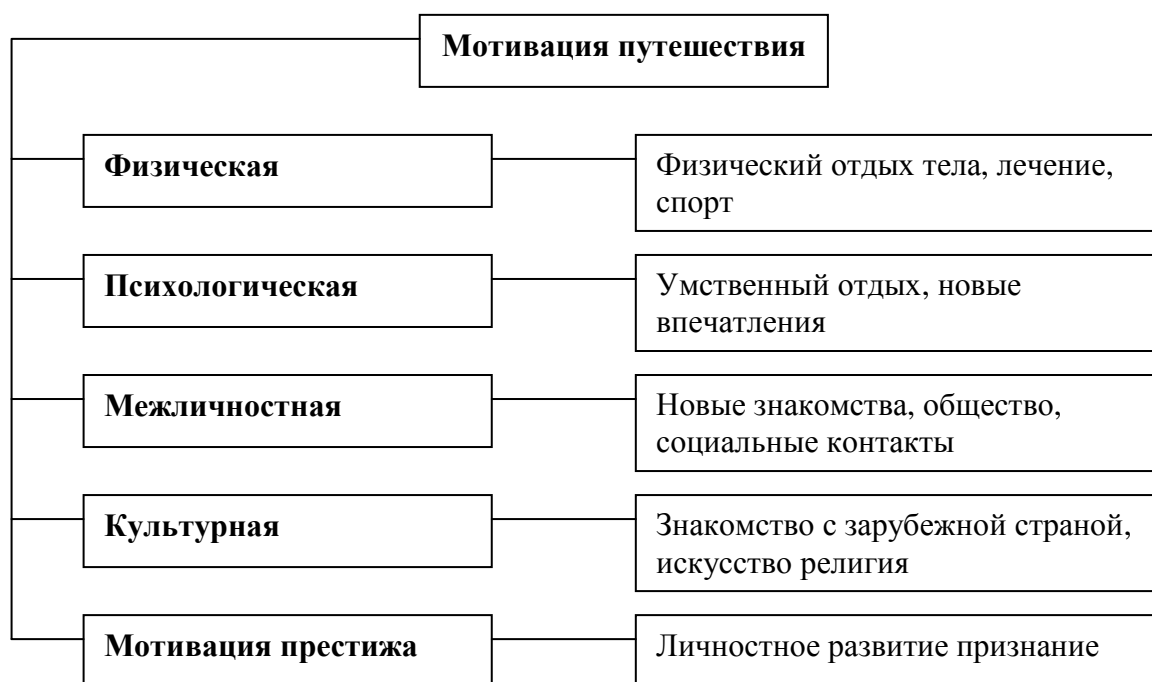 Мотивация путешествия
Физическая
Физический отдых тела, лечение,
спорт
Психологическая
Умственный отдых, новые
впечатления
Межличностная
Новые знакомства, общество,
социальные контакты
Культурная
Знакомство с зарубежной страной,
искусство религия
Мотивация престижа
Личностное развитие признание